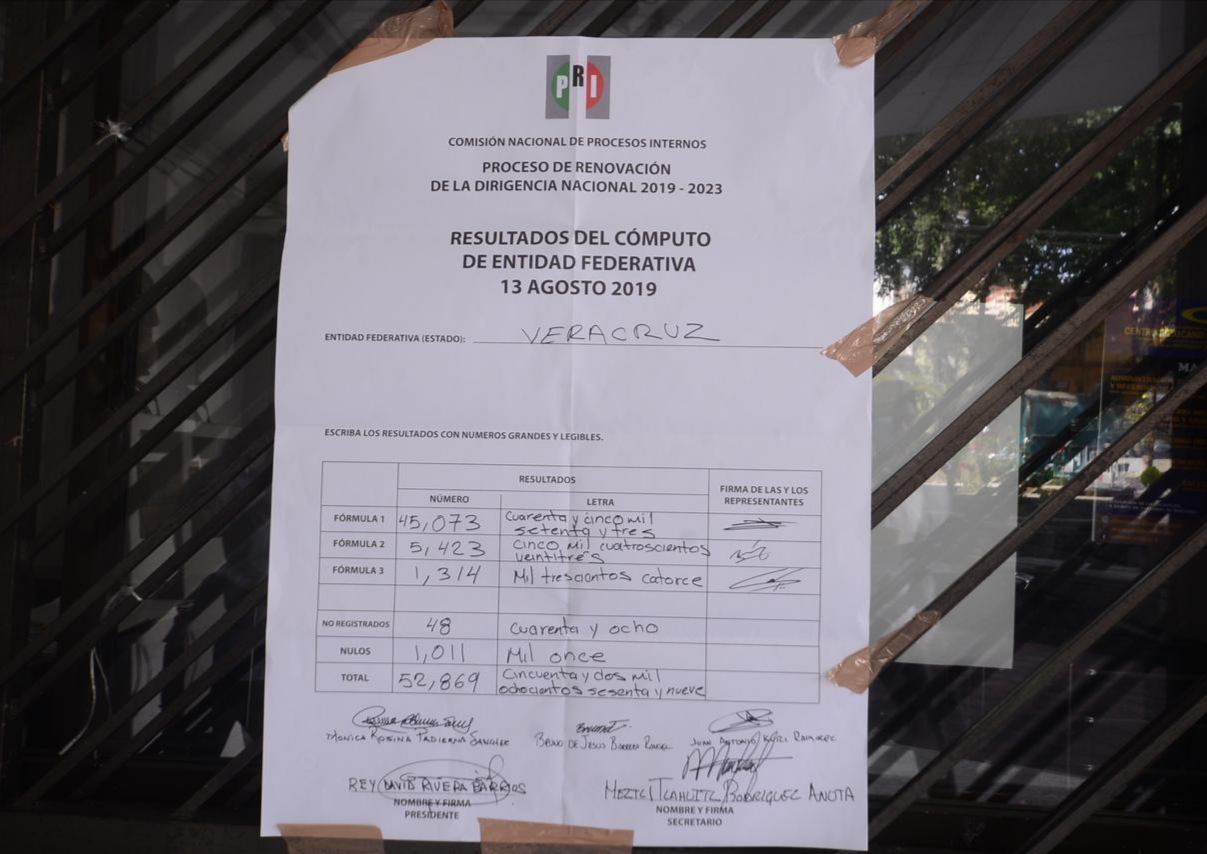 PRI
COMISIÓN NACIONAL DE PROCESOS INTERNOS
PROCESO DE RENOVACIÓN
DE LA DIRIGENCIA NACIONAL 2019 - 2023
RESULTADOS DEL CÓMPUTO
DE ENTIDAD FEDERATIVA
13 AGOSTO 2019
ENTIDAD FEDERATIVA (ESTADO): VERACRUZ
ESCRIBA LOS RESULTADOS CON NUMEROS GRANDES Y LEGIBLES.
RESULTADOS
NÚMERO LETRA
FIRMA DE LAS Y LOS
REPRESENTANTES
FÓRMULA 1 45,073 Cuarenta y cinco mil
setenta y tres
FÓRMULA 2 5,423 Cinco mil cuatroscientos
veintitrés
FÓRMULA 3 1,314 Mil trescientos catorce
NO REGISTRADOS 48 Cuarenta y ocho
NULOS 1,011 Mil once
TOTAL 52,869 Cincuenta y dos mil
ochocientos sesenta y nueve
MONICA ROBINA PADIERNA
DE JESUS JUAN ANTONIO RAMIREZ
REY DAVID RIVERA BARRIOS
NOMBRE Y FIRMA
PRESIDENTE
RODRIGUEZ
NOMBRE Y FIRMA
SECRETARIO